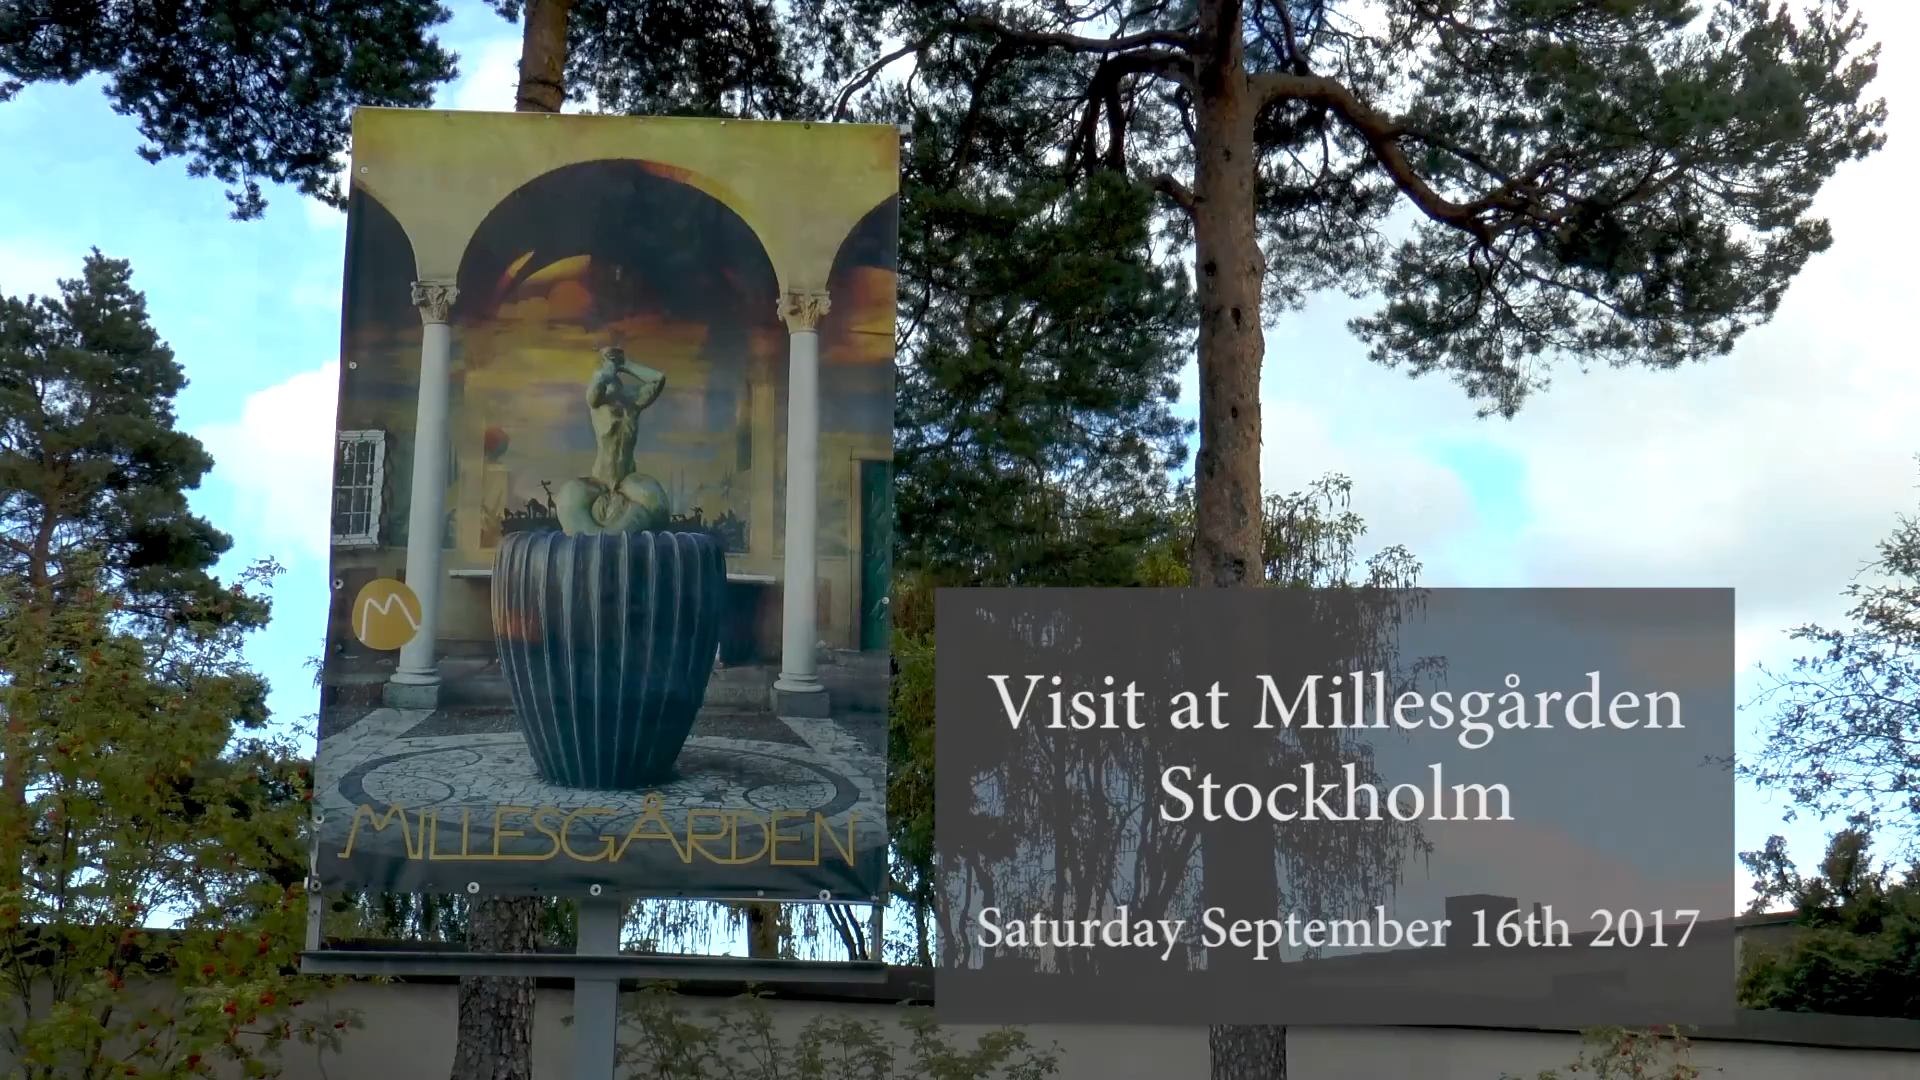 M
MILLESGÅRDEN
Visit at Millesgården
Stockholm
Saturday September 16th 2017